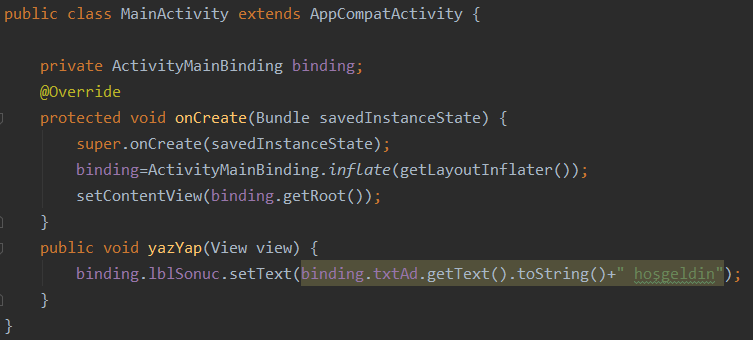 public class MainActivity extends AppCompatActivity {
private ActivityMainBinding binding;
@Override
protected void onCreate(Bundle savedInstanceState) {
super.onCreate(savedInstanceState);
binding=ActivityMainBinding.inflate(getLayoutInflater());
setContentView(binding.getRoot());
}
public void yazYap(View view) {
binding.lblSonuc.setText(binding.txtAd.getText().toString()+" hoşgeldin");
}
}